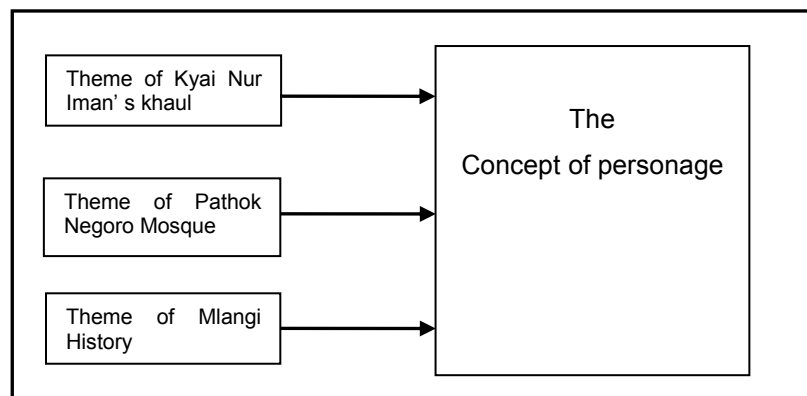 Theme of Kyai Nur
Iman’ s khaul
The
Concept of personage
Theme of Pathok
Negoro Mosque
Theme of Mlangi
History